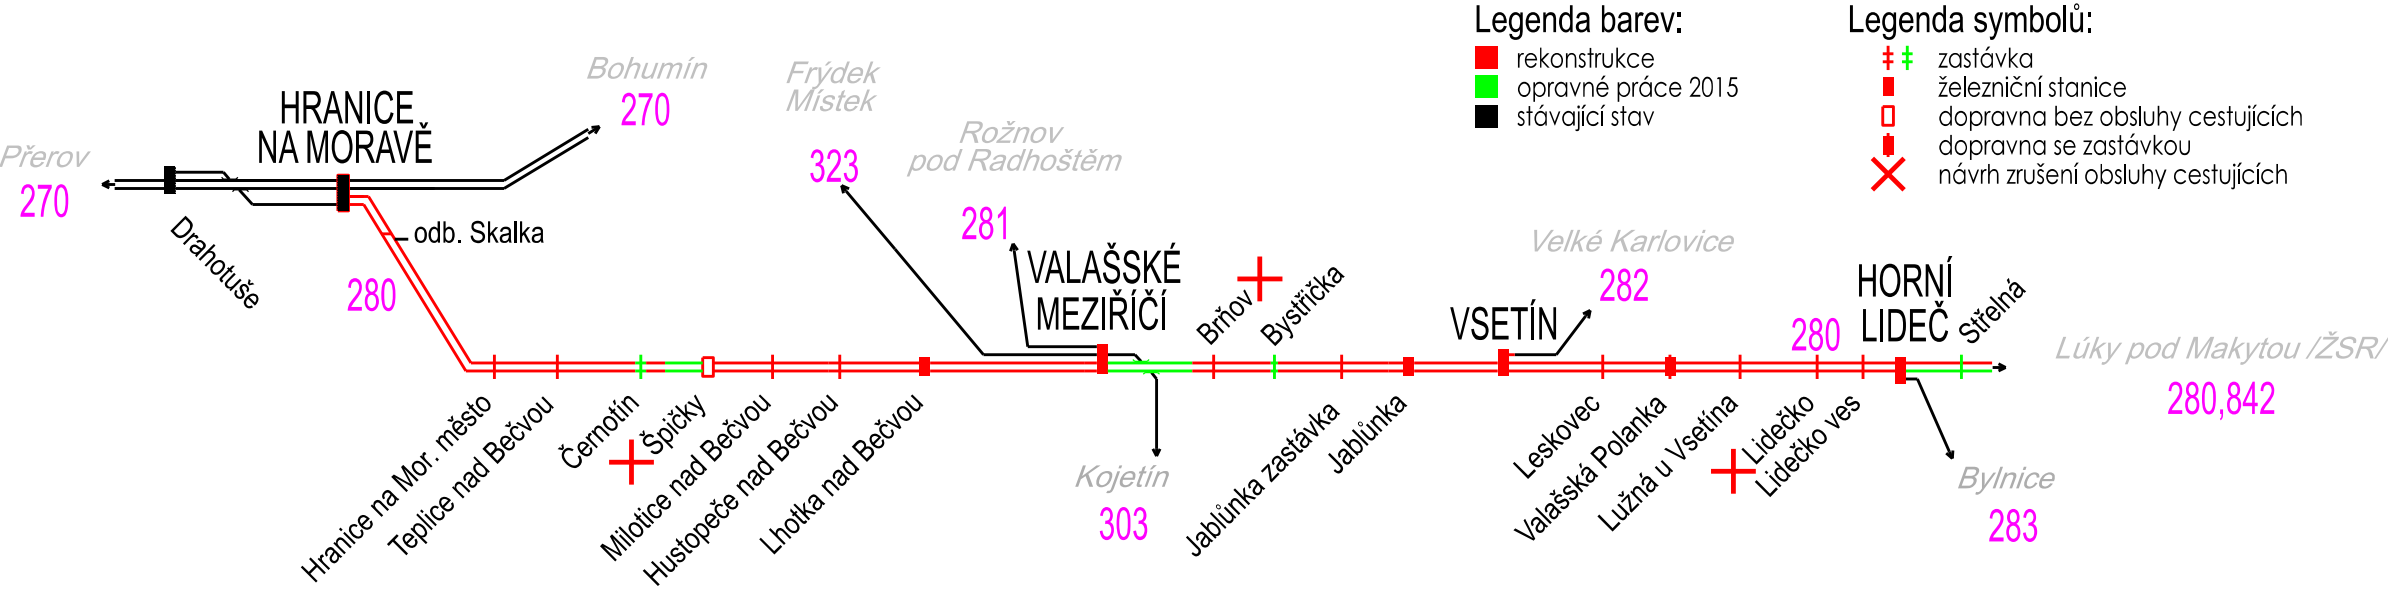 Legenda barev:
rekonstrukce
opravné práce 2015
stávající stav
Legenda symbolů:
zastávka
železniční stanice
dopravna bez obsluhy cestujících
dopravna se zastávkou
návrh zrušení obsluhy cestujících
Přerov
270
Drahotuše
HRANICE
NA MORAVĚ
Bohumín
270
odb. Skalka
280
Frýdek
Místek
323
Rožnov
pod Radhoštěm
281
VALAŠSKÉ
MEZIŘÍČÍ
Brňov
Bystřička
VSETÍN
Velké Karlovice
282
280
HORNÍ
LIDEČ
Střelná
Lúky pod Makytou /ŽSR/
280,842
Hranice na Mor. město
Teplice nad Bečvou
Černotín
Špičky
Milotice nad Bečvou
Hustopeče nad Bečvou
Lhotka nad Bečvou
Kojetín
303
Jablůnka zastávka
Jablůnka
Leskovec
Valašská Polanka
Lužná u Vsetína
Lidečko
Lidečko ves
Bylnice
283